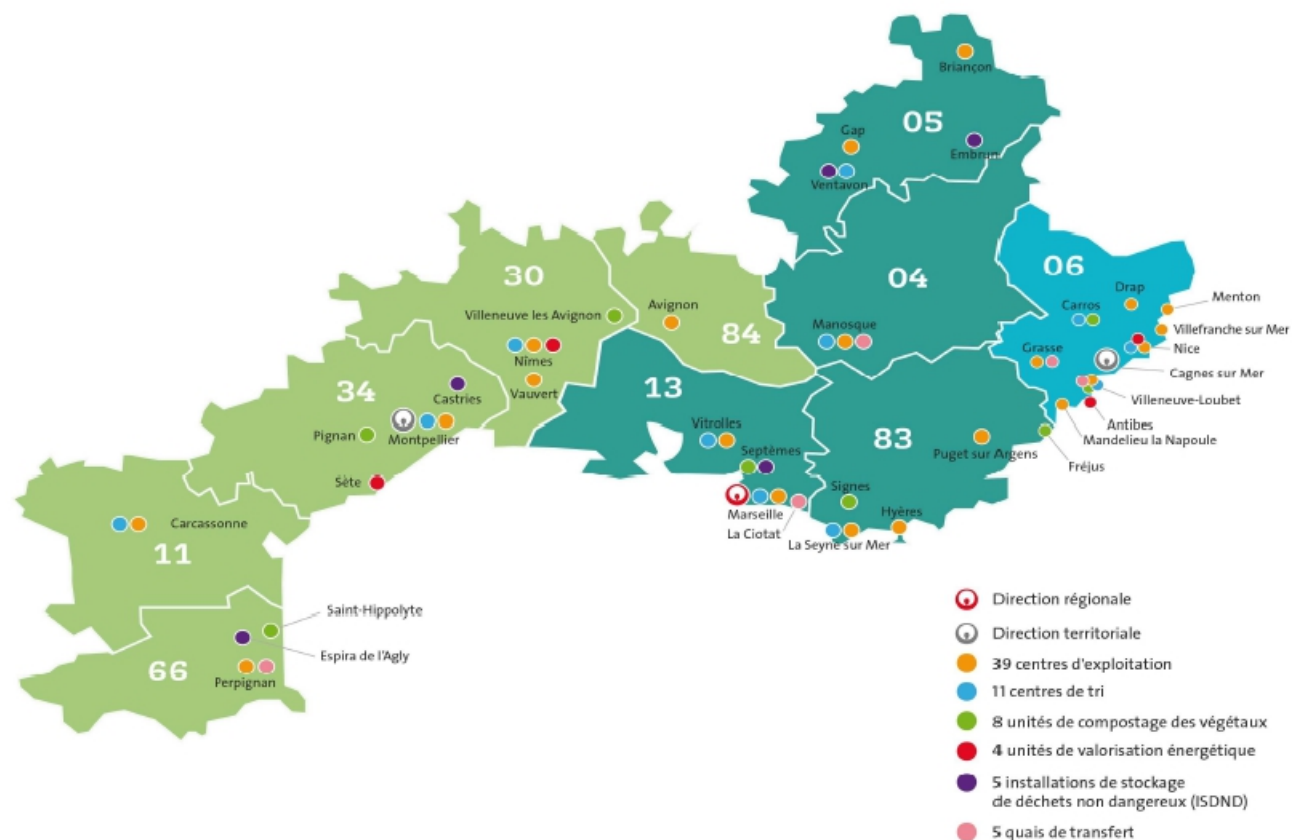 Briançon
05
Gap
Embrun
Ventavon
30
04
06
Drap
Menton
Villeneuve les Avignon
Avignon
84
Carros
Villefranche sur Mer
Manosque
Nice
Nîmes
Grasse
Cagnes sur Mer
34
13
Vauvert
Castries
Villeneuve-Loubet
Antibes
Mandelieu la Napoule
Pignan
Montpellier
Vitrolles
83
Puget sur Argens
Fréjus
Septèmes
Sète
Signes
Marseille
Hyères
Carcassonne
La Ciotat
La Seyne sur Mer
11
Saint-Hippolyte
Espira de l'Agly
66
Perpignan
Direction régionale
Direction territoriale
39 centres d'exploitation
11 centres de tri
8 unités de compostage des végétaux
4 unités de valorisation énergétique
5 installations de stockage
de déchets non dangereux (ISDND)
5 quais de transfert